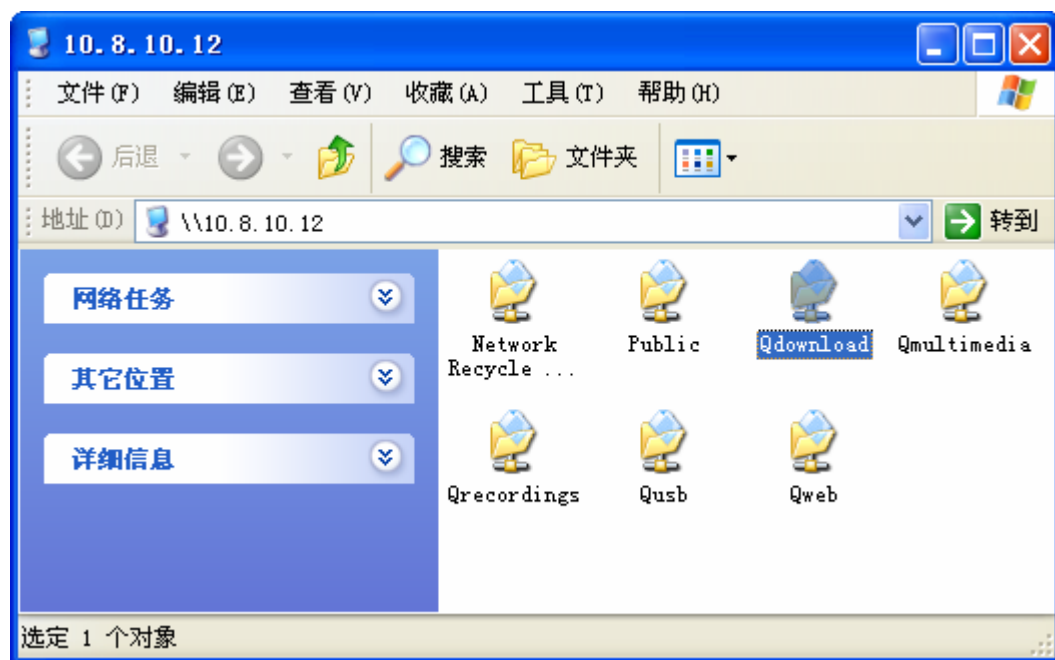 10.8.10.12
文件(F) 编辑(E) 查看(V) 收藏(A) 工具(T) 帮助(H)
后退 搜索 文件夹
地址(D) \\10.8.10.12 转到
网络任务
其它位置
详细信息
Network Recycle ...
Public
Qdownload
Qmultimedia
Qrecordings
Qusb
Qweb
选定 1 个对象